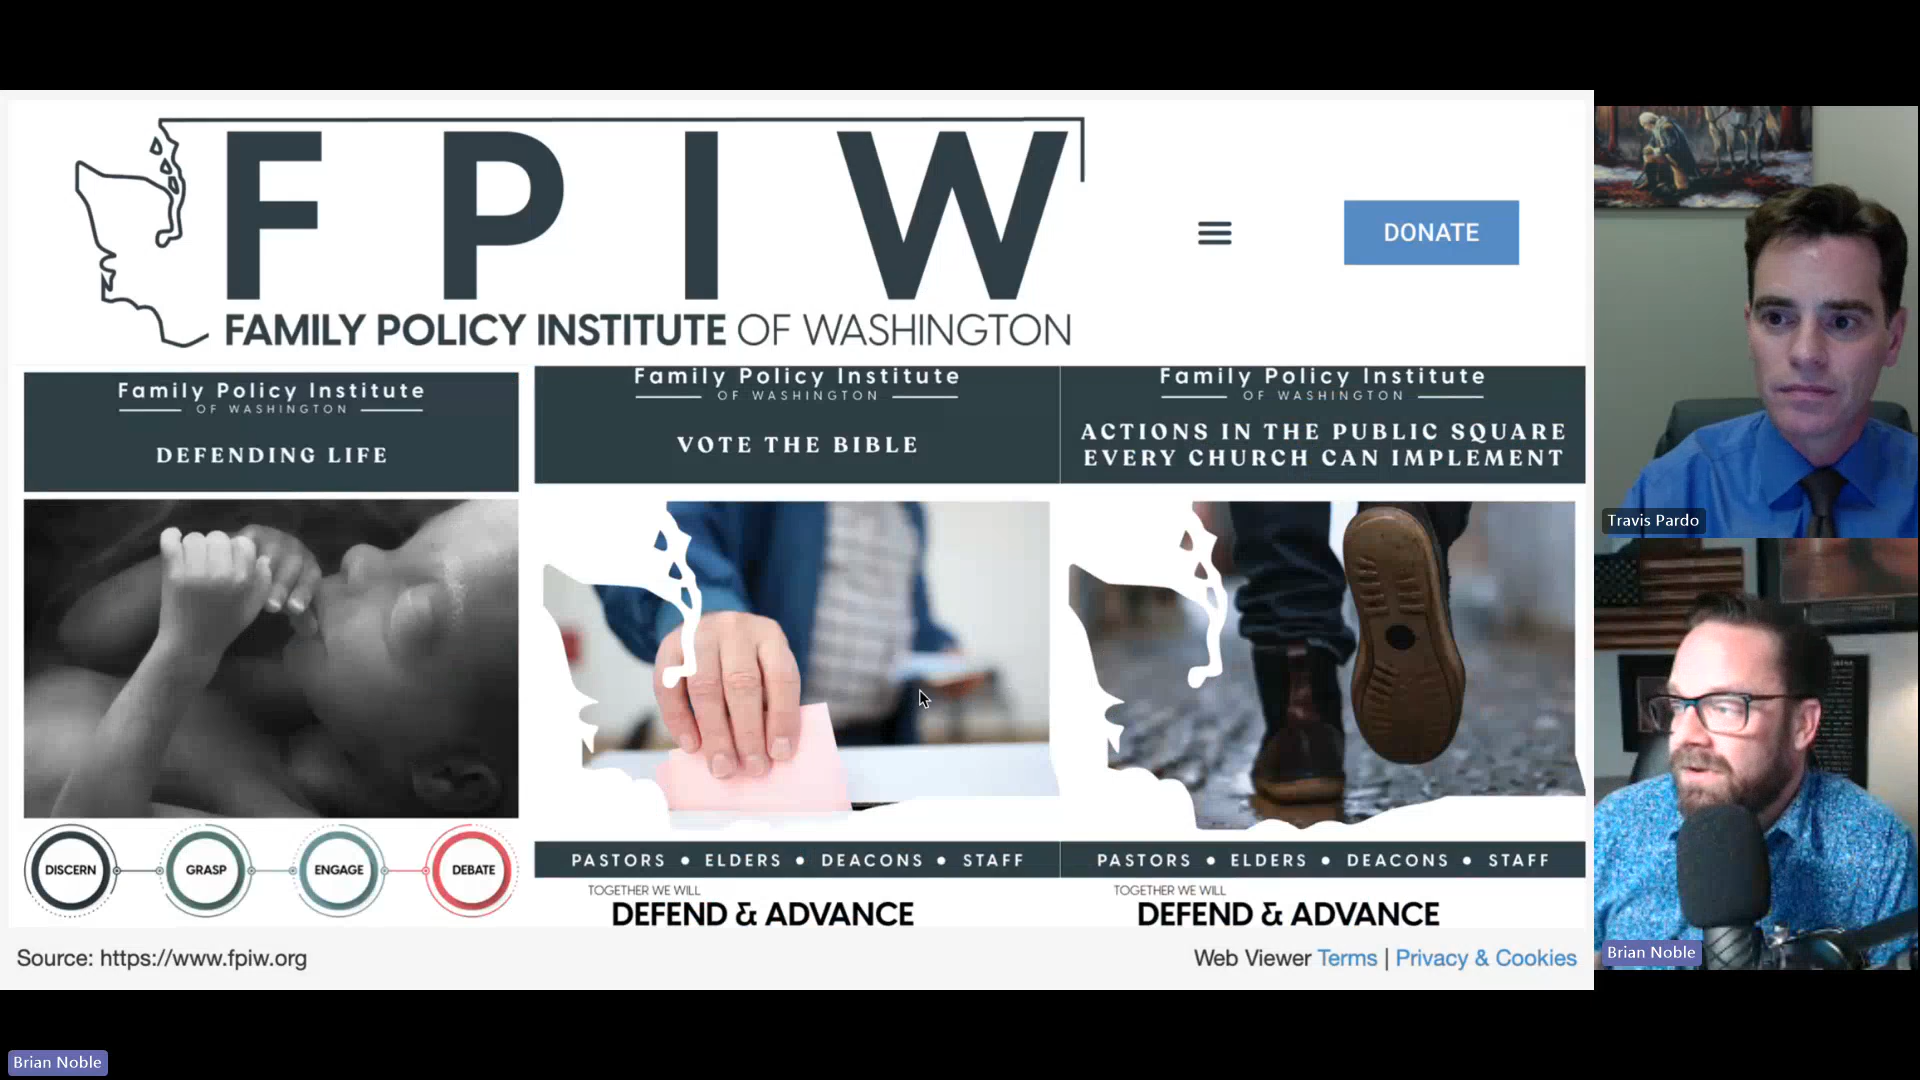 F P I W
FAMILY POLICY INSTITUTE OF WASHINGTON
DONATE
Family Policy Institute
OF WASHINGTON
DEFENDING LIFE
Family Policy Institute
OF WASHINGTON
VOTE THE BIBLE
Family Policy Institute
OF WASHINGTON
ACTIONS IN THE PUBLIC SQUARE
EVERY CHURCH CAN IMPLEMENT
DISCERN
GRASP
ENGAGE
DEBATE
PASTORS • ELDERS • DEACONS • STAFF
TOGETHER WE WILL
DEFEND & ADVANCE
PASTORS • ELDERS • DEACONS • STAFF
TOGETHER WE WILL
DEFEND & ADVANCE
Source: https://www.fpiw.org
Web Viewer Terms | Privacy & Cookies
Travis Pardo
Brian Noble
Brian Noble